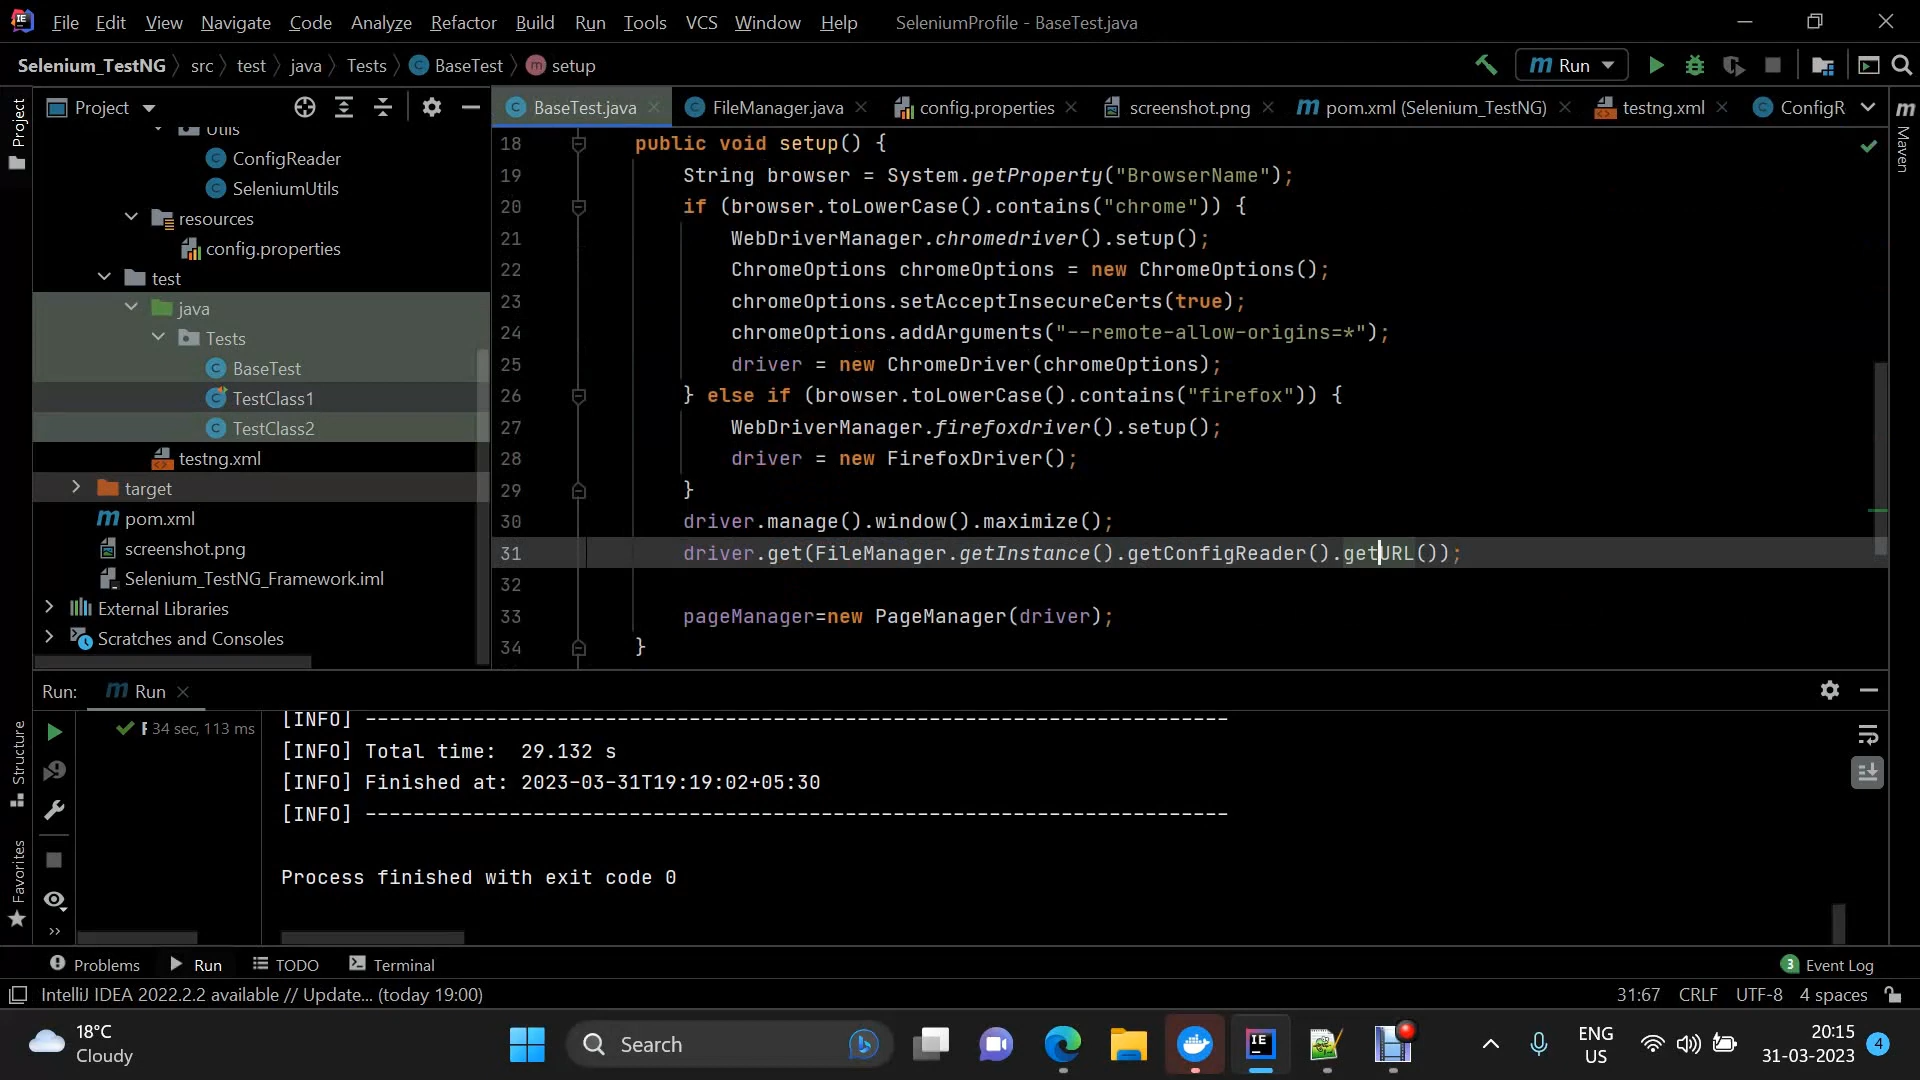 File Edit View Navigate Code Analyze Refactor Build Run Tools VCS Window Help SeleniumProfile - BaseTest.java
Selenium_TestNG src test java Tests BaseTest m setup
m Run
Project
BaseTest.java FileManager.java config.properties screenshot.png m pom.xml (Selenium_TestNG) testng.xml ConfigR
Project
Structure
Favorites
m
Maven
Utils
C ConfigReader
C SeleniumUtils
resources
config.properties
test
java
Tests
C BaseTest
C TestClass1
C TestClass2
testng.xml
target
m pom.xml
screenshot.png
Selenium_TestNG_Framework.iml
External Libraries
Scratches and Consoles
18 public void setup() {
19 String browser = System.getProperty("BrowserName");
20 if (browser.toLowerCase().contains("chrome")) {
21 WebDriverManager.chromedriver().setup();
22 ChromeOptions chromeOptions = new ChromeOptions();
23 chromeOptions.setAcceptInsecureCerts(true);
24 chromeOptions.addArguments("--remote-allow-origins=*");
25 driver = new ChromeDriver(chromeOptions);
26 } else if (browser.toLowerCase().contains("firefox")) {
27 WebDriverManager.firefoxdriver().setup();
28 driver = new FirefoxDriver();
29 }
30 driver.manage().window().maximize();
31 driver.get(FileManager.getInstance().getConfigReader().getURL());
32
33 pageManager=new PageManager(driver);
34 }
Run: m Run
34 sec, 113 ms
[INFO] ------------------------------------------------------------------------
[INFO] Total time:  29.132 s
[INFO] Finished at: 2023-03-31T19:19:02+05:30
[INFO] ------------------------------------------------------------------------
Process finished with exit code 0
Problems Run TODO Terminal
3 Event Log
IntelliJ IDEA 2022.2.2 available // Update... (today 19:00)
31:67 CRLF UTF-8 4 spaces
18°C
Cloudy
Search
IE
ENG
US
20:15
31-03-2023
4